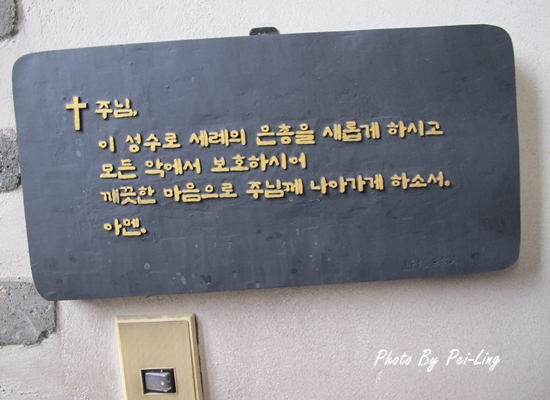 주님,
이 성수로 세례의 은총을 새롭게 하시고
모든 악에서 보호하시어
깨끗한 마음으로 주님께 나아가게 하소서.
아멘.
Photo By Pei-Ling